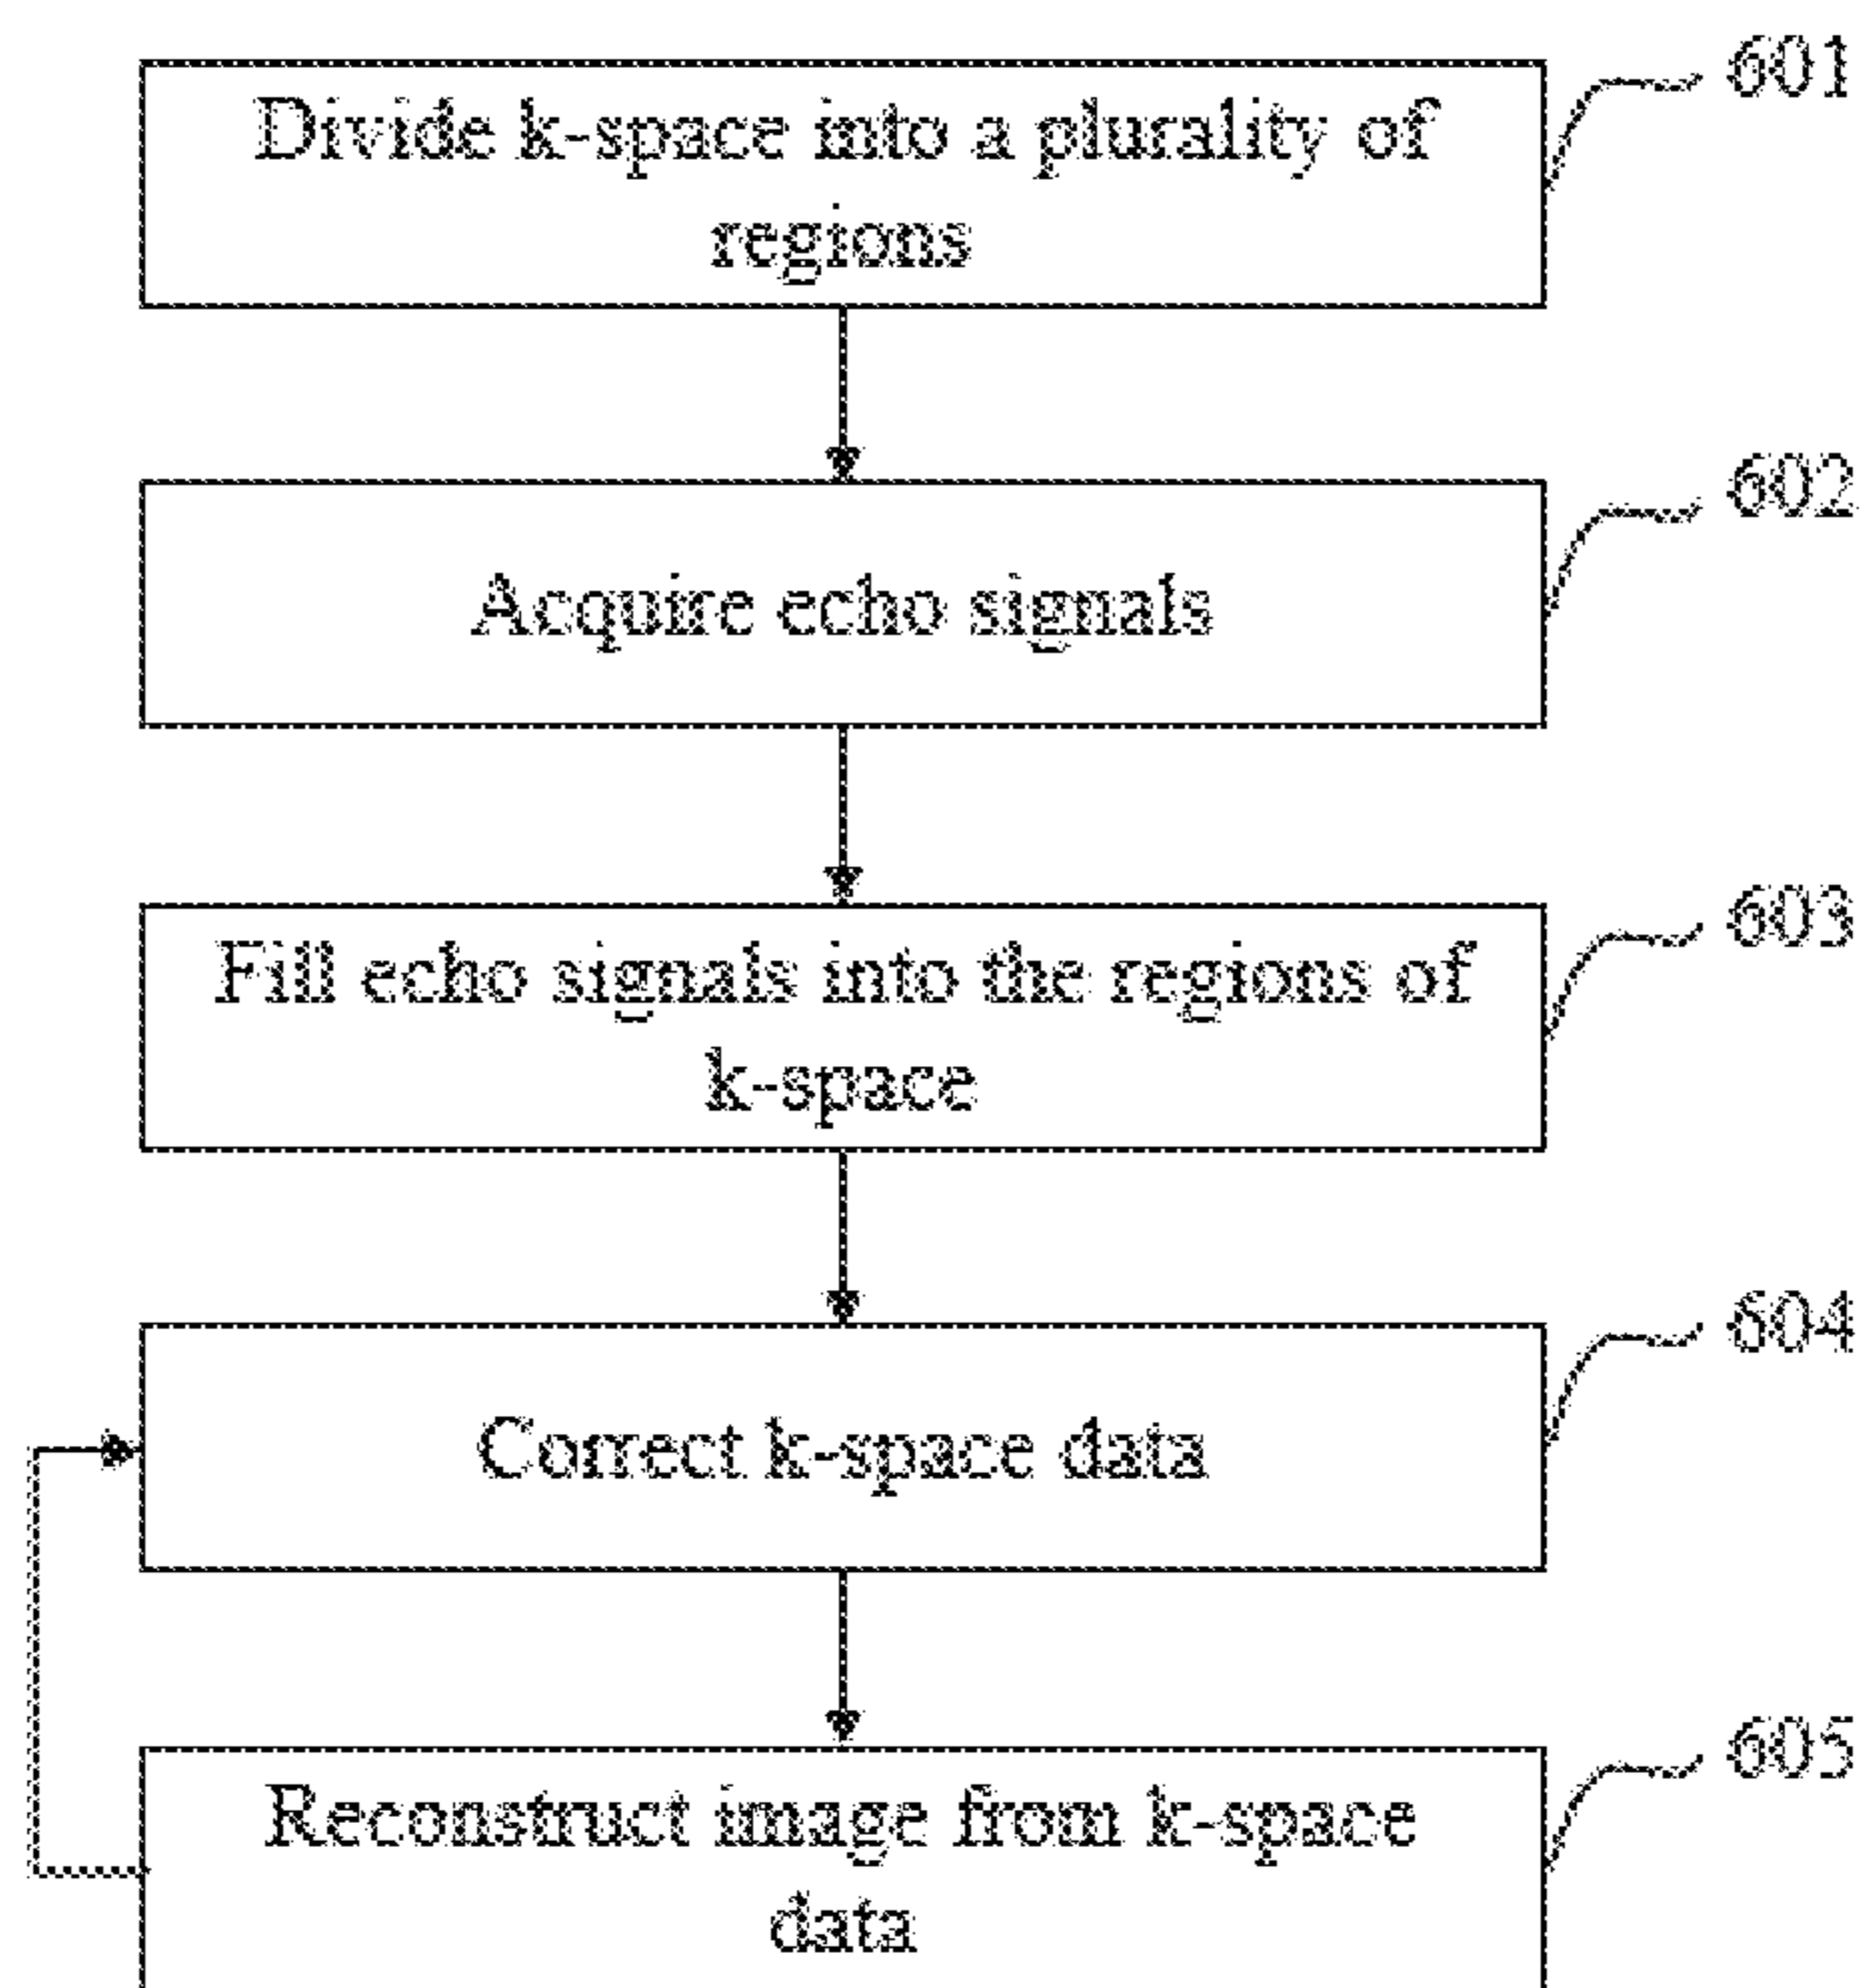 601
Divide k-space into a plurality of
regions
602
Acquire echo signals
603
Fill echo signals into the regions of
k-space
604
Correct k-space data
605
Reconstruct image from k-space
data